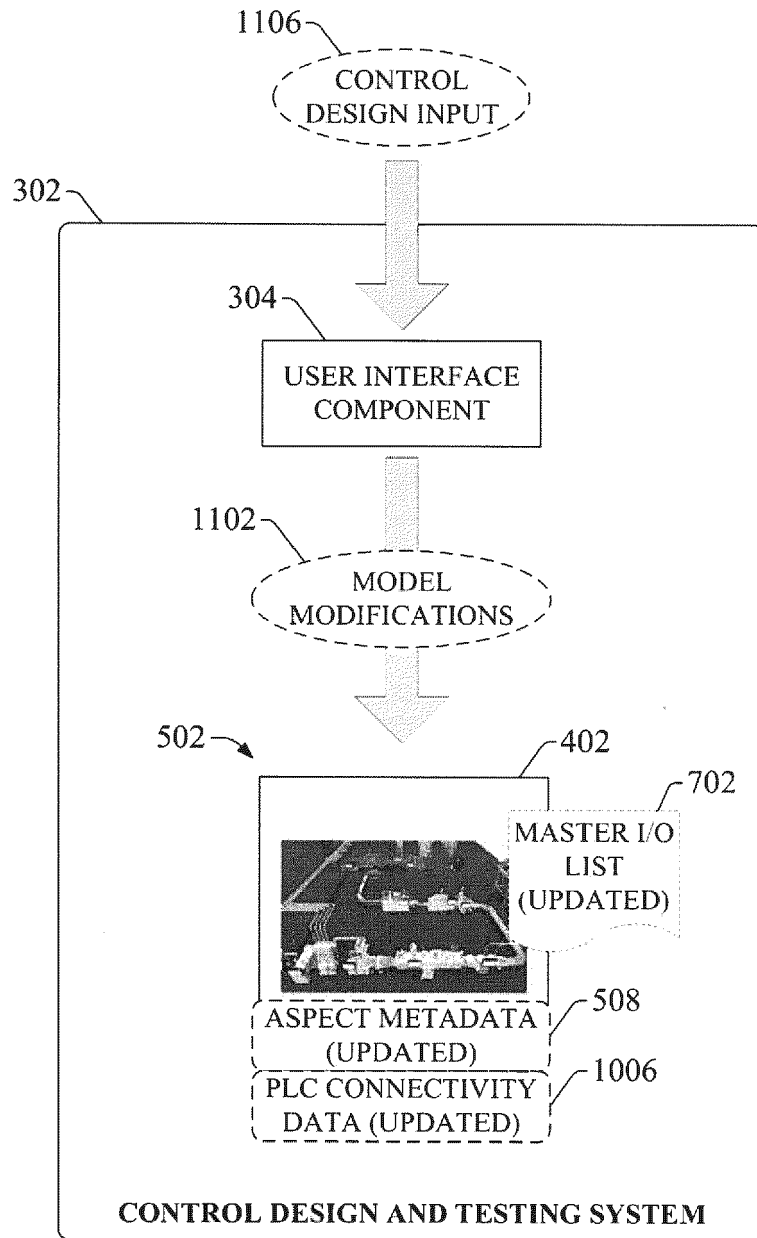 1106
CONTROL
DESIGN INPUT
302
304
USER INTERFACE
COMPONENT
1102
MODEL
MODIFICATIONS
502
402
702
MASTER I/O
LIST
(UPDATED)
ASPECT METADATA
(UPDATED)
508
PLC CONNECTIVITY
DATA (UPDATED)
1006
CONTROL DESIGN AND TESTING SYSTEM